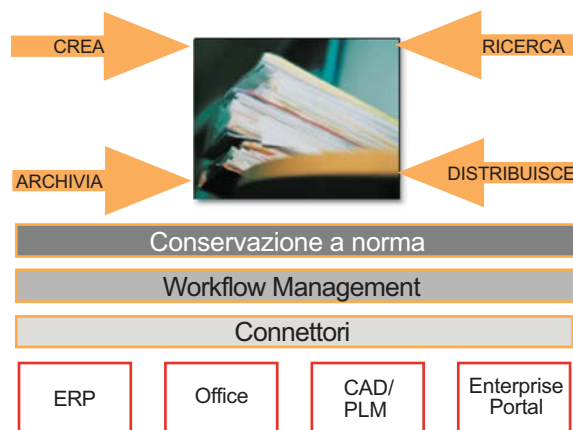 CREA
RICERCA
ARCHIVIA
DISTRIBUISCE
Conservazione a norma
Workflow Management
Connettori
ERP
Office
CAD/
PLM
Enterprise
Portal